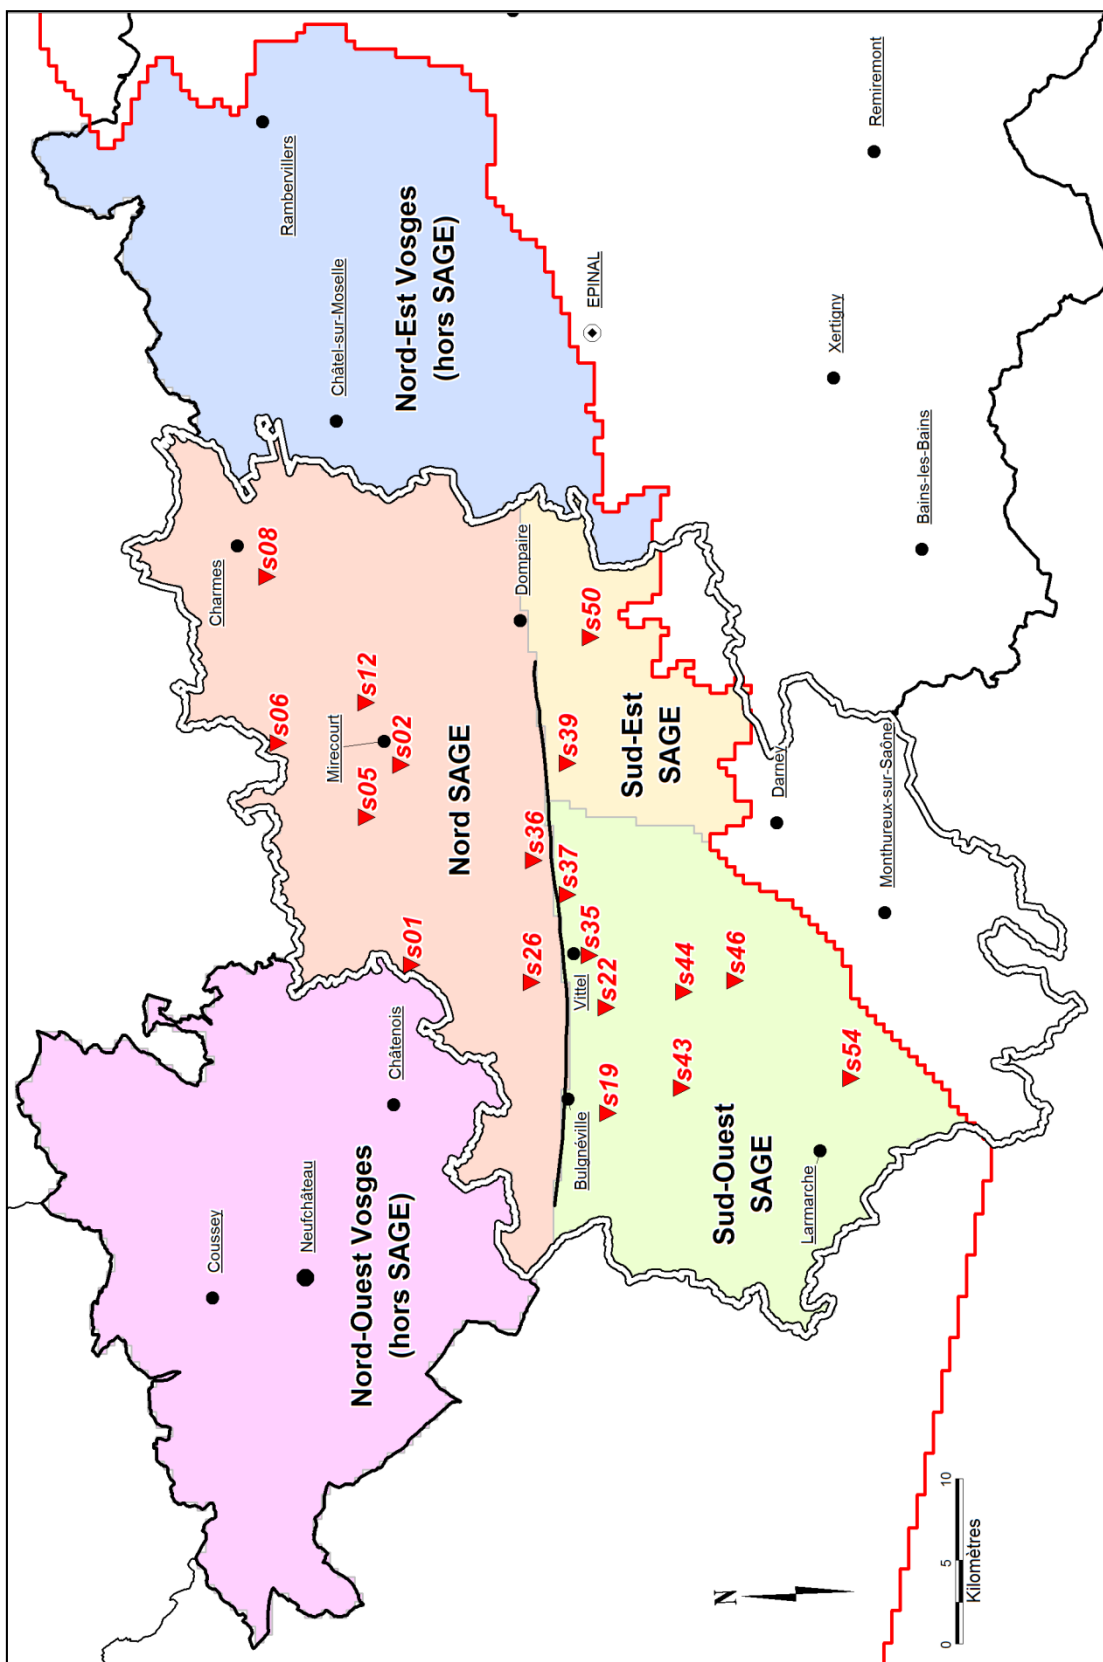 Coussey
Neufchâteau
Nord-Ouest Vosges
(hors SAGE)
Châtenois
Bulgnéville
Vittel
Larmarche
Sud-Ouest
SAGE
s19
s22
s35
s37
s43
s44
s46
s54
s01
s26
s36
s05
s02
s12
s06
s08
Mirecourt
Charmes
Nord SAGE
Dompaire
s39
s50
Sud-Est
SAGE
Darney
Monthureux-sur-Saône
Rambervillers
Châtel-sur-Moselle
Nord-Est Vosges
(hors SAGE)
EPINAL
Xertigny
Remiremont
Bains-les-Bains
N
0 5 10
Kilomètres